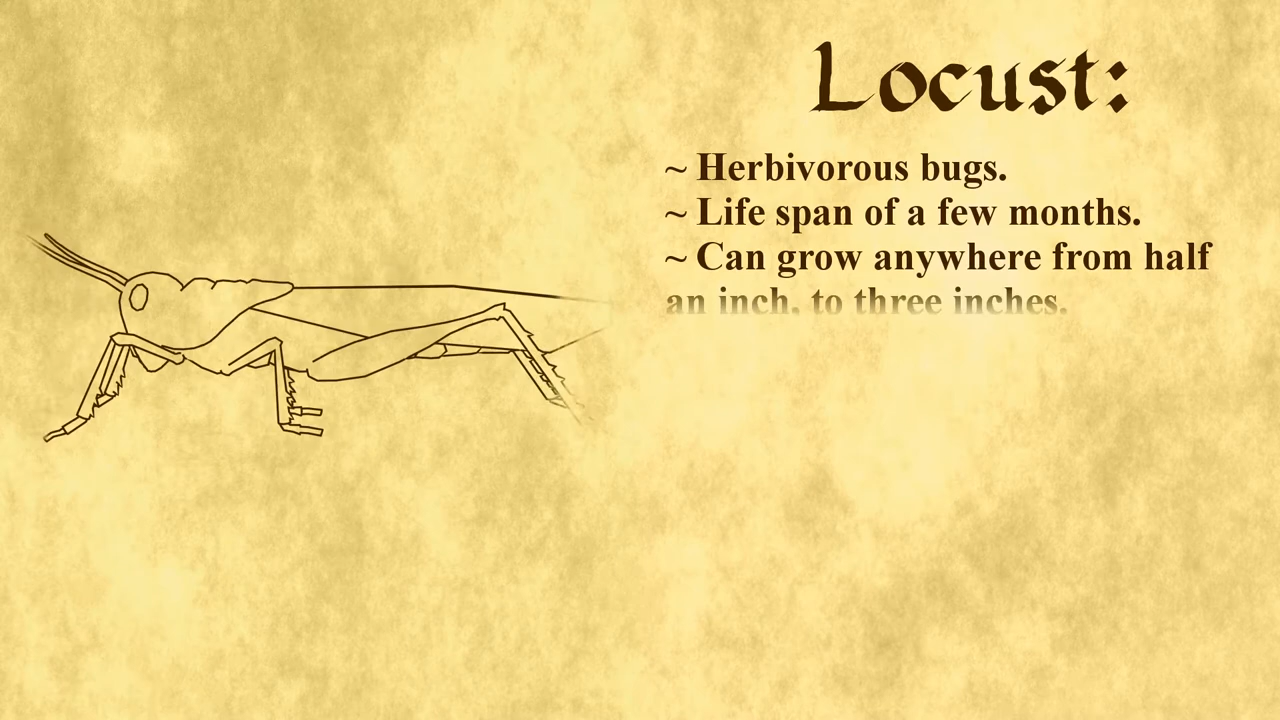 Locust:
~ Herbivorous bugs.
~ Life span of a few months.
~ Can grow anywhere from half
an inch, to three inches.